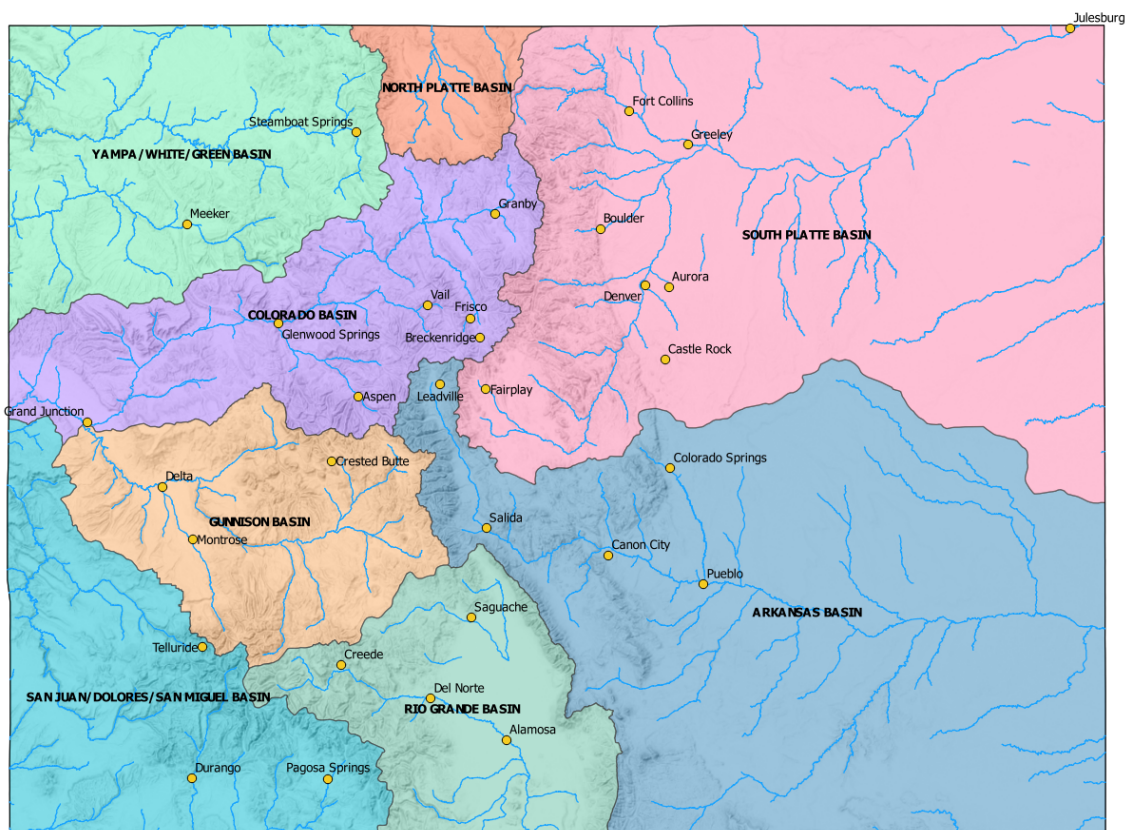 Julesburg
NORTH PLATTE BASIN
Fort Collins
Steamboat Springs
Greeley
YAMPA/WHITE/GREEN BASIN
Granby
Meeker
Boulder
SOUTH PLATTE BASIN
Aurora
Denver
Vail
Frisco
COLORADO BASIN
Glenwood Springs
Breckenridge
Castle Rock
Fairplay
Leadville
Aspen
Grand Junction
Colorado Springs
Crested Butte
Delta
GUNNISON BASIN
Salida
Montrose
Canon City
Pueblo
Saguache
ARKANSAS BASIN
Telluride
Creede
Del Norte
SAN JUAN/DOLORES/SAN MIGUEL BASIN
RIO GRANDE BASIN
Alamosa
Durango
Pagosa Springs